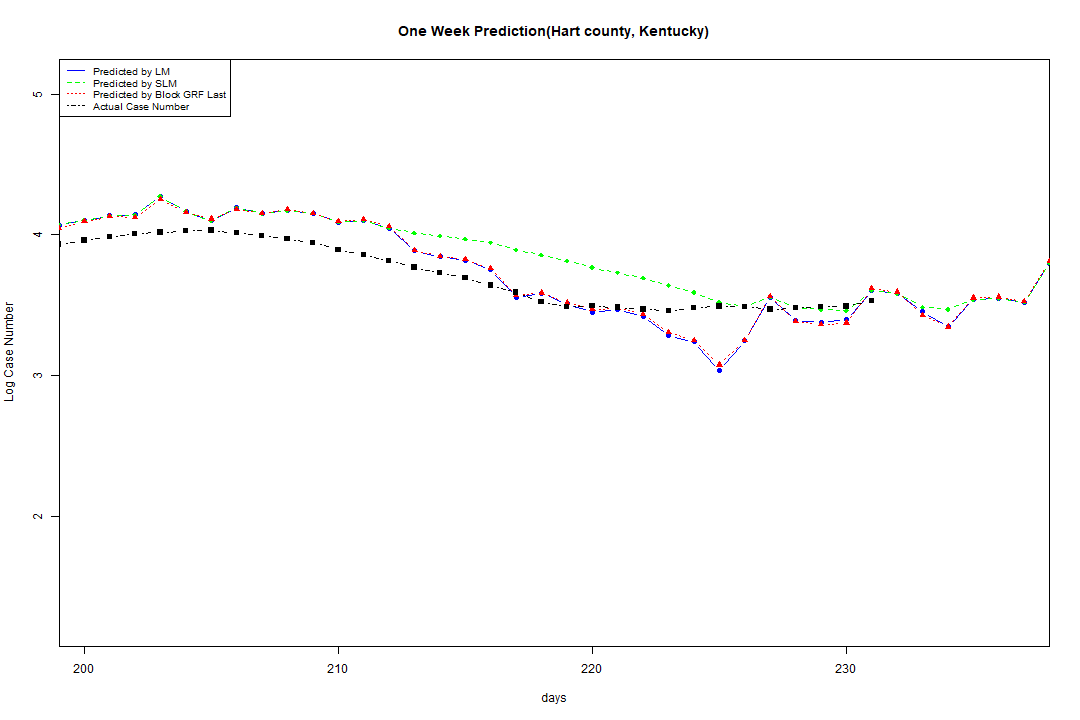 One Week Prediction(Hart county, Kentucky)
Predicted by LM
Predicted by SLM
Predicted by Block GRF Last
Actual Case Number
Log Case Number
5
4
3
2
200
210
220
230
days